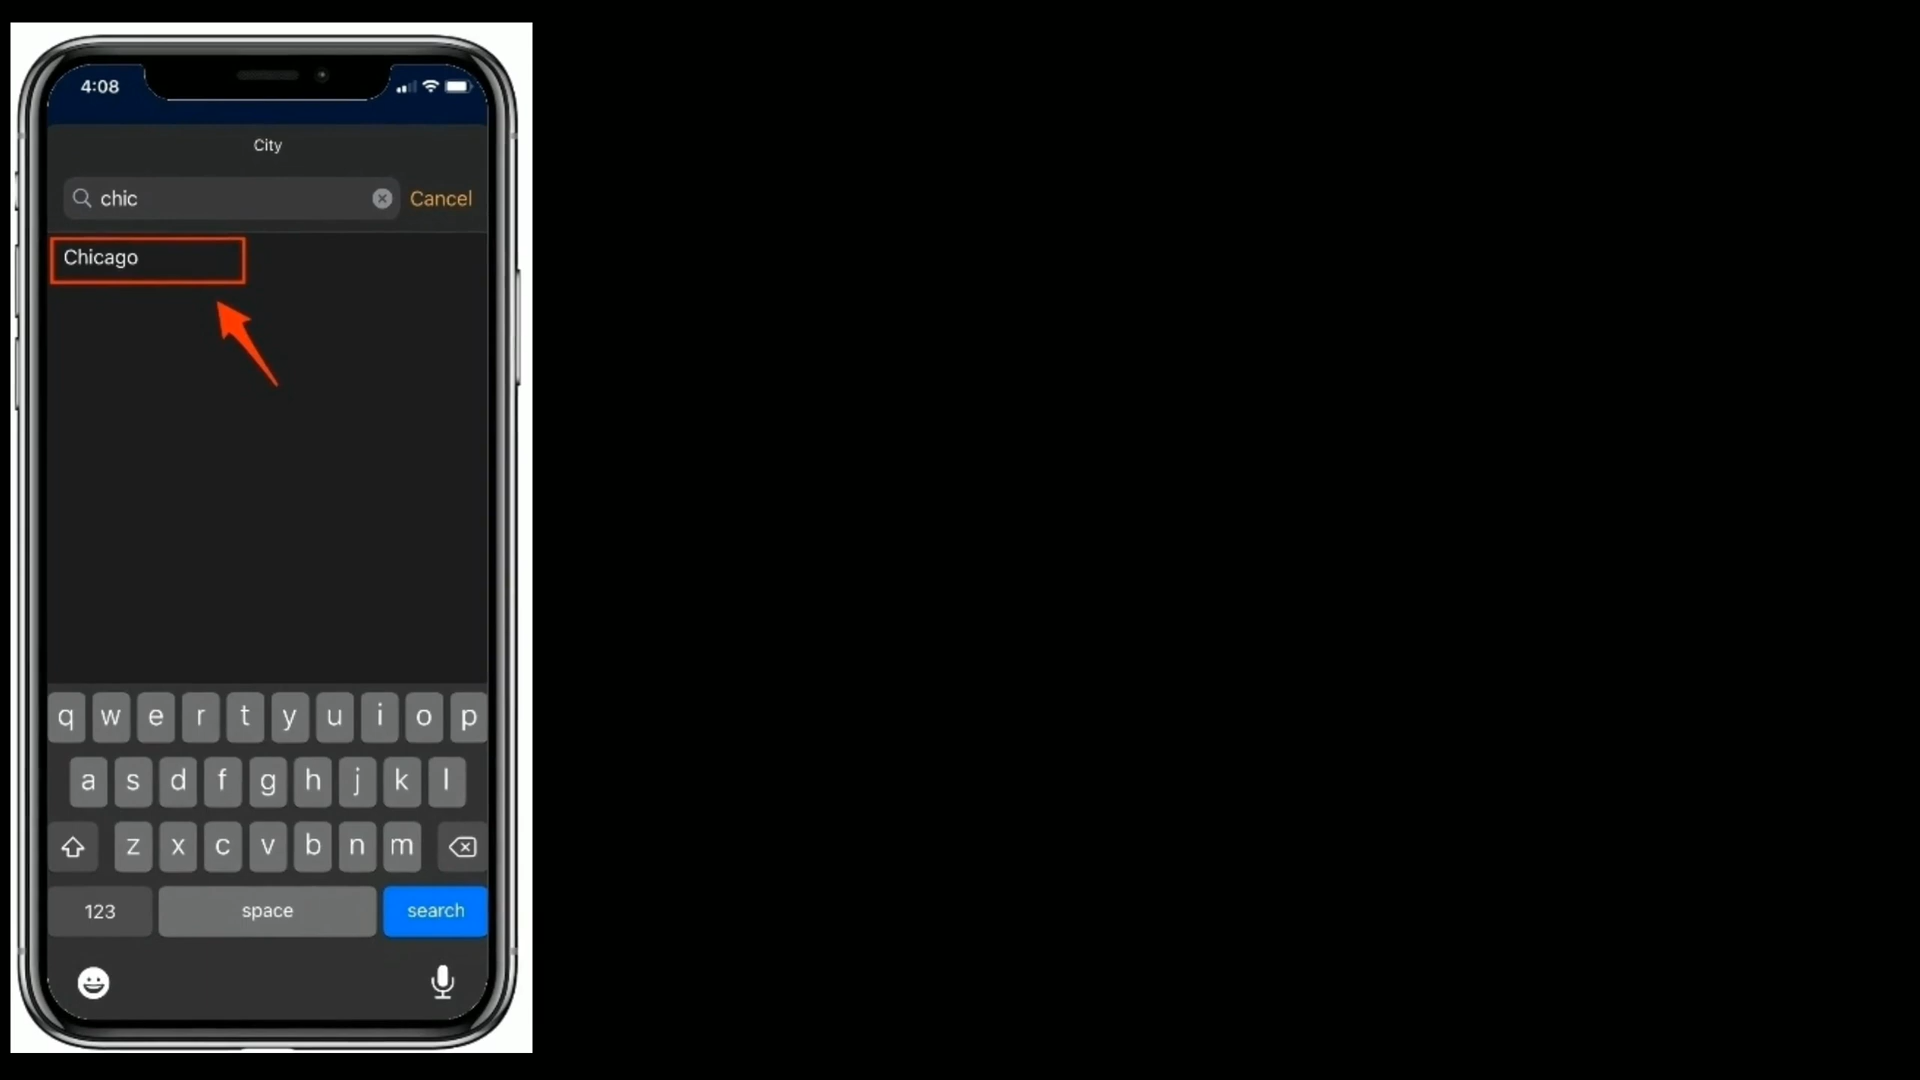 4:08
City
chic
Cancel
Chicago
q w e r t y u i o p
a s d f g h j k l
z x c v b n m
123 space search